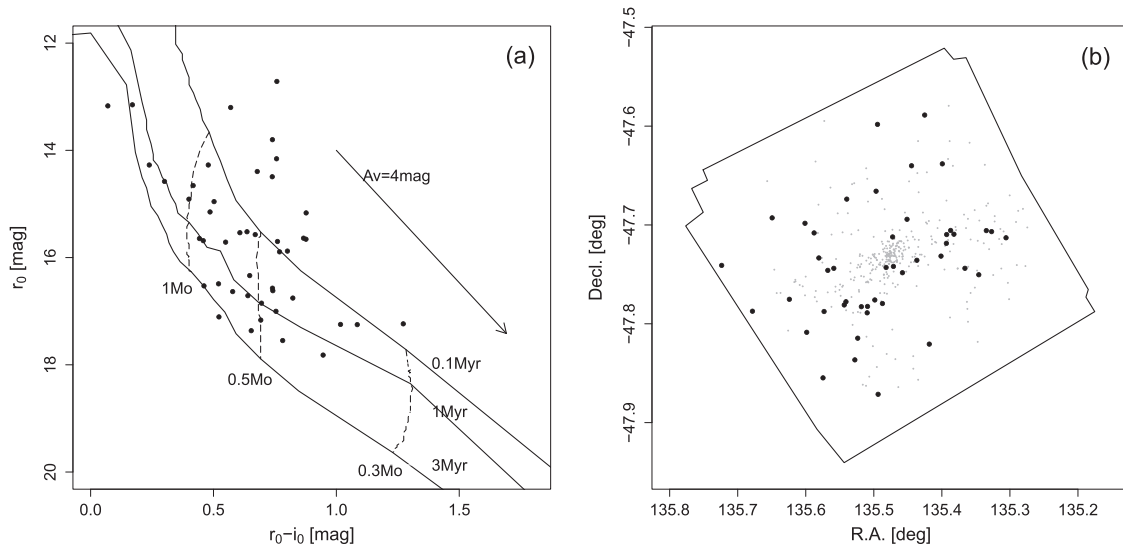 (a)
12
14
16
18
20
r₀ [mag]
0.0 0.5 1.0 1.5
r₀−i₀ [mag]
Av=4mag
1Mo
0.5Mo
0.3Mo
0.1Myr
1Myr
3Myr
(b)
−47.5
−47.6
−47.7
−47.8
−47.9
Decl. [deg]
135.8 135.7 135.6 135.5 135.4 135.3 135.2
R.A. [deg]